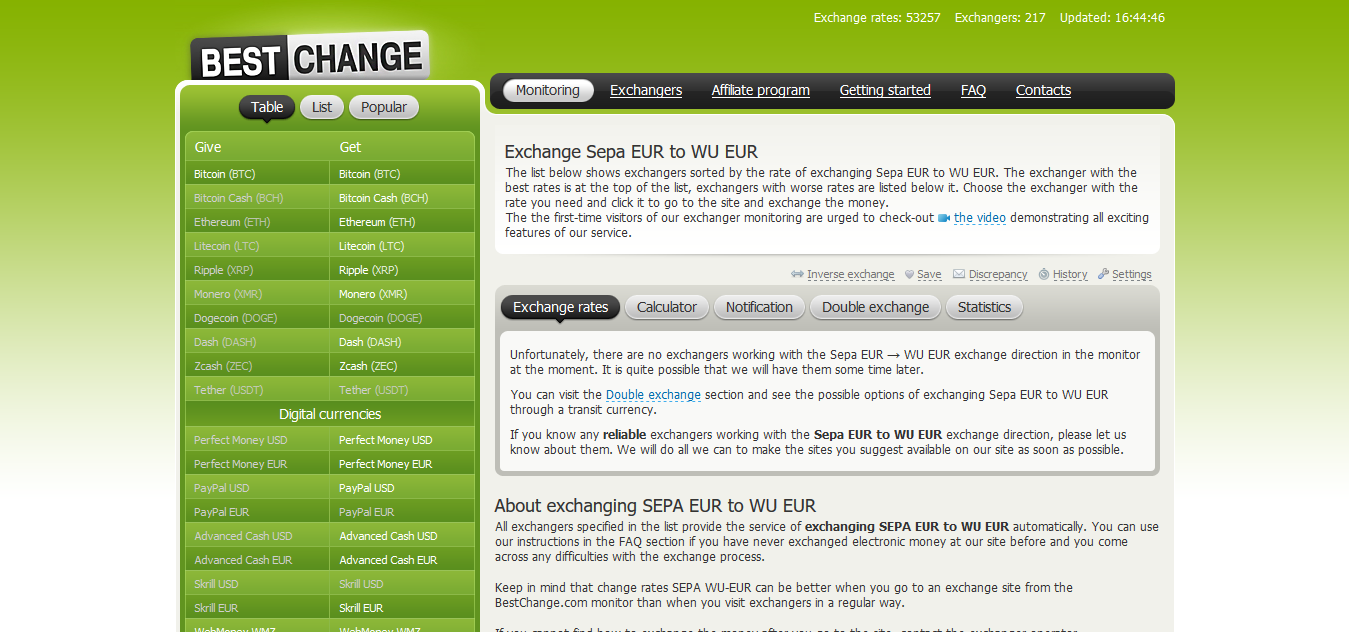 Exchange rates: 53257 Exchangers: 217 Updated: 16:44:46
BEST CHANGE
Monitoring Exchangers Affiliate program Getting started FAQ Contacts
Table List Popular
Give Get
Bitcoin (BTC) Bitcoin (BTC)
Bitcoin Cash (BCH) Bitcoin Cash (BCH)
Ethereum (ETH) Ethereum (ETH)
Litecoin (LTC) Litecoin (LTC)
Ripple (XRP) Ripple (XRP)
Monero (XMR) Monero (XMR)
Dogecoin (DOGE) Dogecoin (DOGE)
Dash (DASH) Dash (DASH)
Zcash (ZEC) Zcash (ZEC)
Tether (USDT) Tether (USDT)
Digital currencies
Perfect Money USD Perfect Money USD
Perfect Money EUR Perfect Money EUR
PayPal USD PayPal USD
PayPal EUR PayPal EUR
Advanced Cash USD Advanced Cash USD
Advanced Cash EUR Advanced Cash EUR
Skrill USD Skrill USD
Skrill EUR Skrill EUR
WebMoney WMZ WebMoney WMZ
Exchange Sepa EUR to WU EUR
The list below shows exchangers sorted by the rate of exchanging Sepa EUR to WU EUR. The exchanger with the
best rates is at the top of the list, exchangers with worse rates are listed below it. Choose the exchanger with the
rate you need and click it to go to the site and exchange the money.
The the first-time visitors of our exchanger monitoring are urged to check-out the video demonstrating all exciting
features of our service.
Inverse exchange Save Discrepancy History Settings
Exchange rates Calculator Notification Double exchange Statistics
Unfortunately, there are no exchangers working with the Sepa EUR → WU EUR exchange direction in the monitor
at the moment. It is quite possible that we will have them some time later.
You can visit the Double exchange section and see the possible options of exchanging Sepa EUR to WU EUR
through a transit currency.
If you know any reliable exchangers working with the Sepa EUR to WU EUR exchange direction, please let us
know about them. We will do all we can to make the sites you suggest available on our site as soon as possible.
About exchanging SEPA EUR to WU EUR
All exchangers specified in the list provide the service of exchanging SEPA EUR to WU EUR automatically. You can use
our instructions in the FAQ section if you have never exchanged electronic money at our site before and you come
across any difficulties with the exchange process.
Keep in mind that change rates SEPA WU-EUR can be better when you go to an exchange site from the
BestChange.com monitor than when you visit exchangers in a regular way.
If you cannot find how to exchange the money after you go to the site, contact the exchanger operator